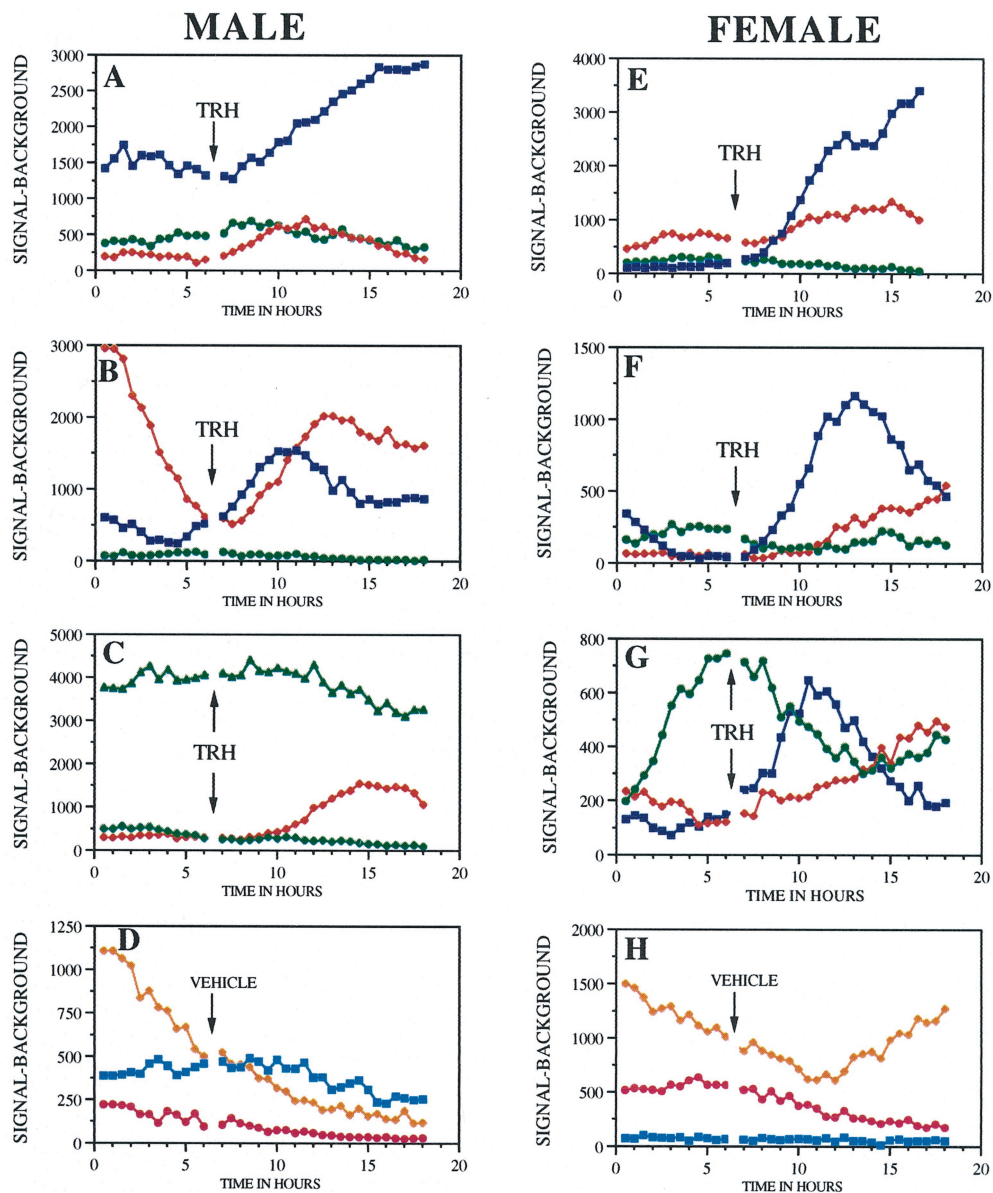 MALE
FEMALE
SIGNAL-BACKGROUND
3000
2500
2000
1500
1000
500
0
A
TRH
0 5 10 15 20
TIME IN HOURS
SIGNAL-BACKGROUND
4000
3000
2000
1000
0
E
TRH
0 5 10 15 20
TIME IN HOURS
SIGNAL-BACKGROUND
3000
2000
1000
0
B
TRH
0 5 10 15 20
TIME IN HOURS
SIGNAL-BACKGROUND
1500
1000
500
0
F
TRH
0 5 10 15 20
TIME IN HOURS
SIGNAL-BACKGROUND
5000
4000
3000
2000
1000
0
C
TRH
0 5 10 15 20
TIME IN HOURS
SIGNAL-BACKGROUND
800
600
400
200
0
G
TRH
0 5 10 15 20
TIME IN HOURS
SIGNAL-BACKGROUND
1250
1000
750
500
250
0
D
VEHICLE
0 5 10 15 20
TIME IN HOURS
SIGNAL-BACKGROUND
2000
1500
1000
500
0
H
VEHICLE
0 5 10 15 20
TIME IN HOURS